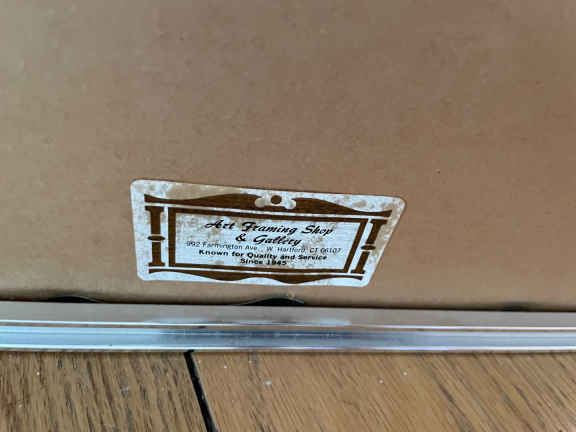 Art Framing Shop
& Gallery
992 Farmington Ave., W. Hartford, CT 06107
Known for Quality and Service
Since 1945